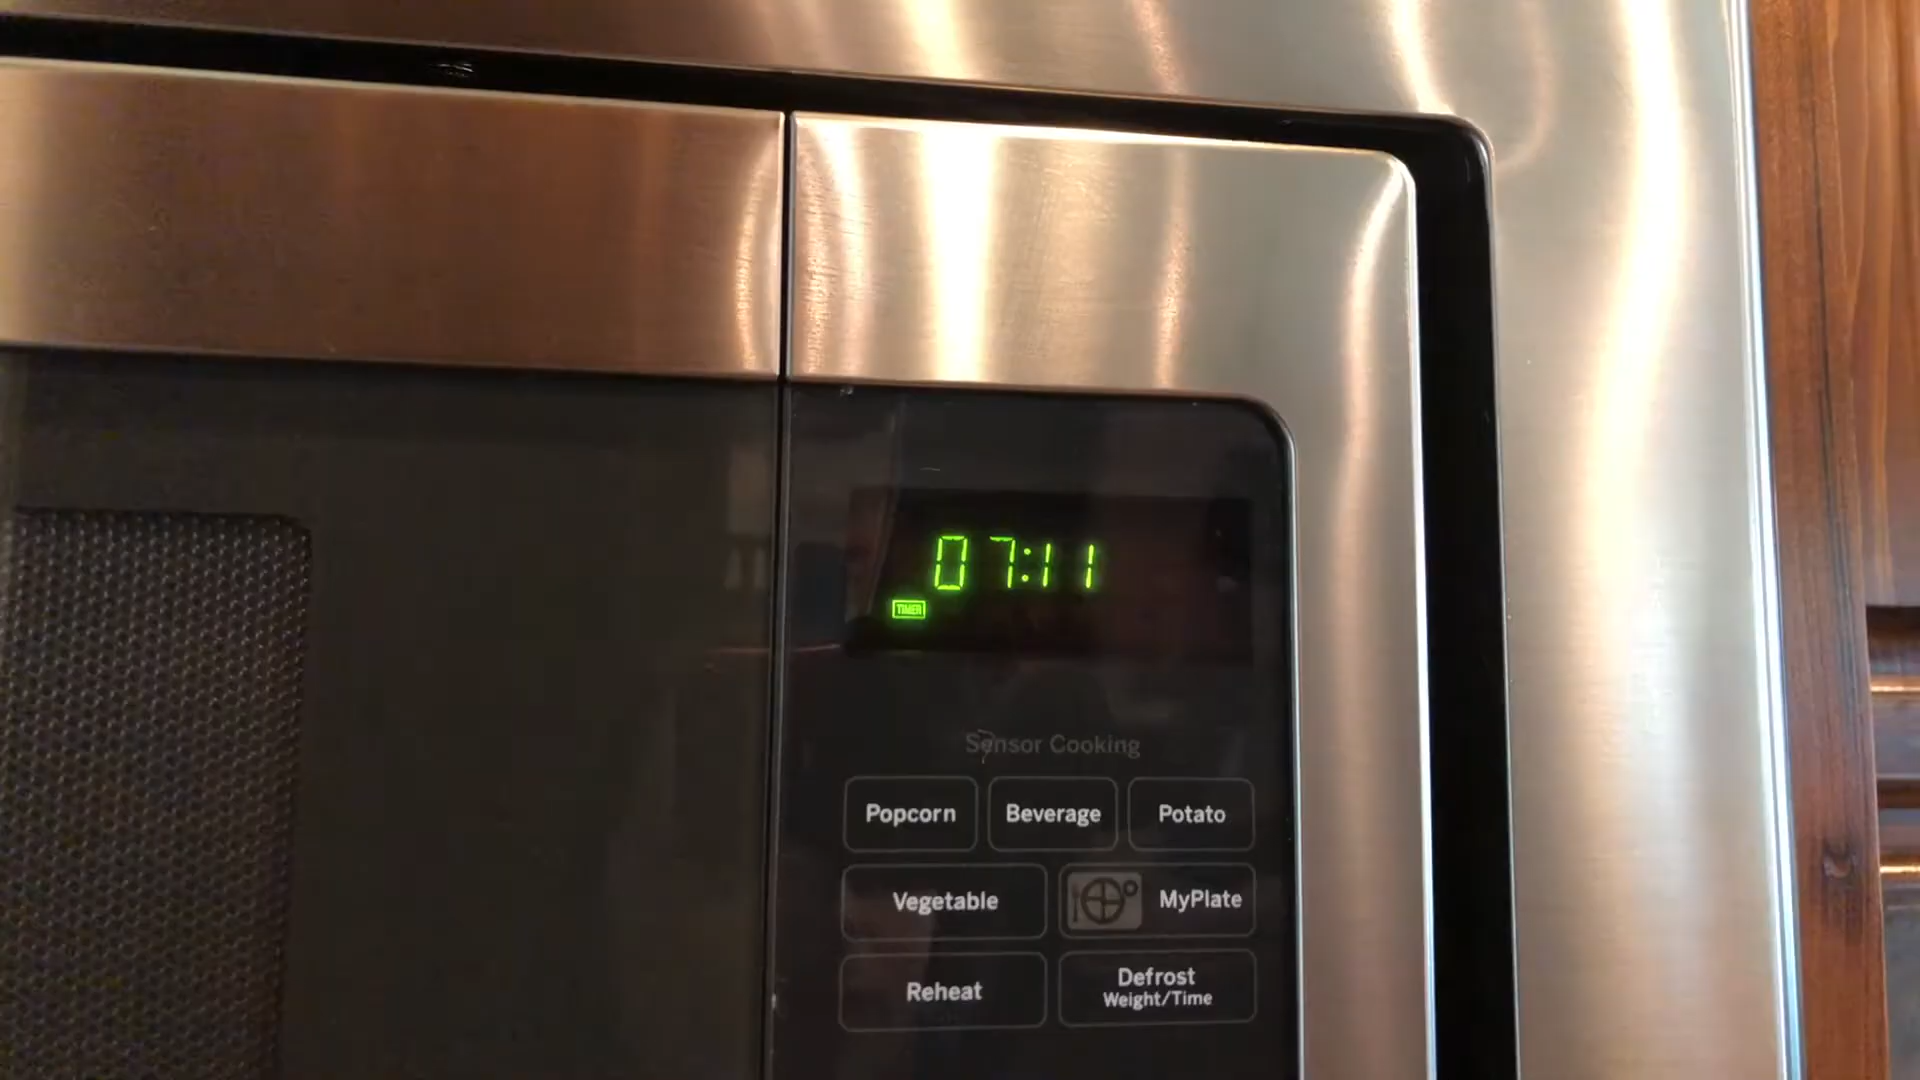 07:11
TIMER
Sensor Cooking
Popcorn Beverage Potato
Vegetable MyPlate
Reheat Defrost
Weight/Time